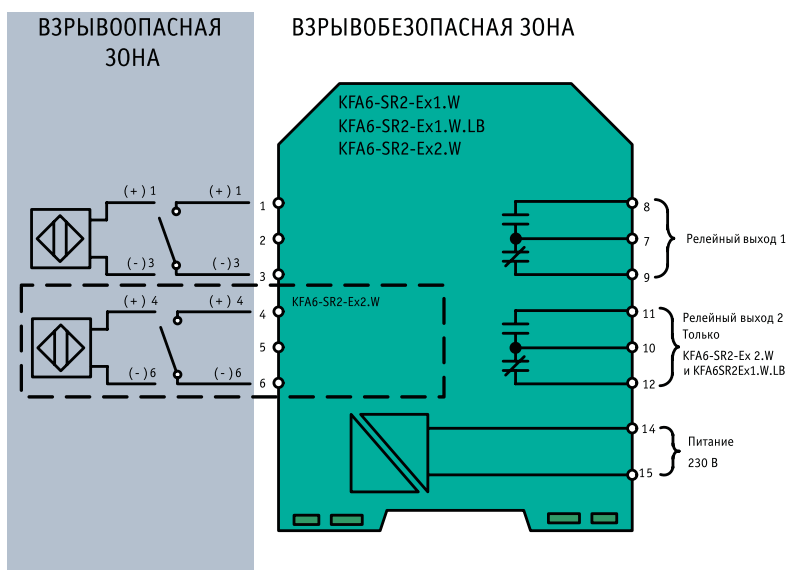 ВЗРЫВООПАСНАЯ
ЗОНА
ВЗРЫВОБЕЗОПАСНАЯ ЗОНА
KFA6-SR2-Ex1.W
KFA6-SR2-Ex1.W.LB
KFA6-SR2-Ex2.W
(+) 1
(+) 1
1
2
(-)3
(-)3
3
8
7
9
Релейный выход 1
(+) 4
(+) 4
4
KFA6-SR2-Ex2.W
5
(-)6
(-)6
6
11
10
12
Релейный выход 2
Только
KFA6-SR2-Ex 2.W
и KFA6SR2Ex1.W.LB
14
15
Питание
230 В